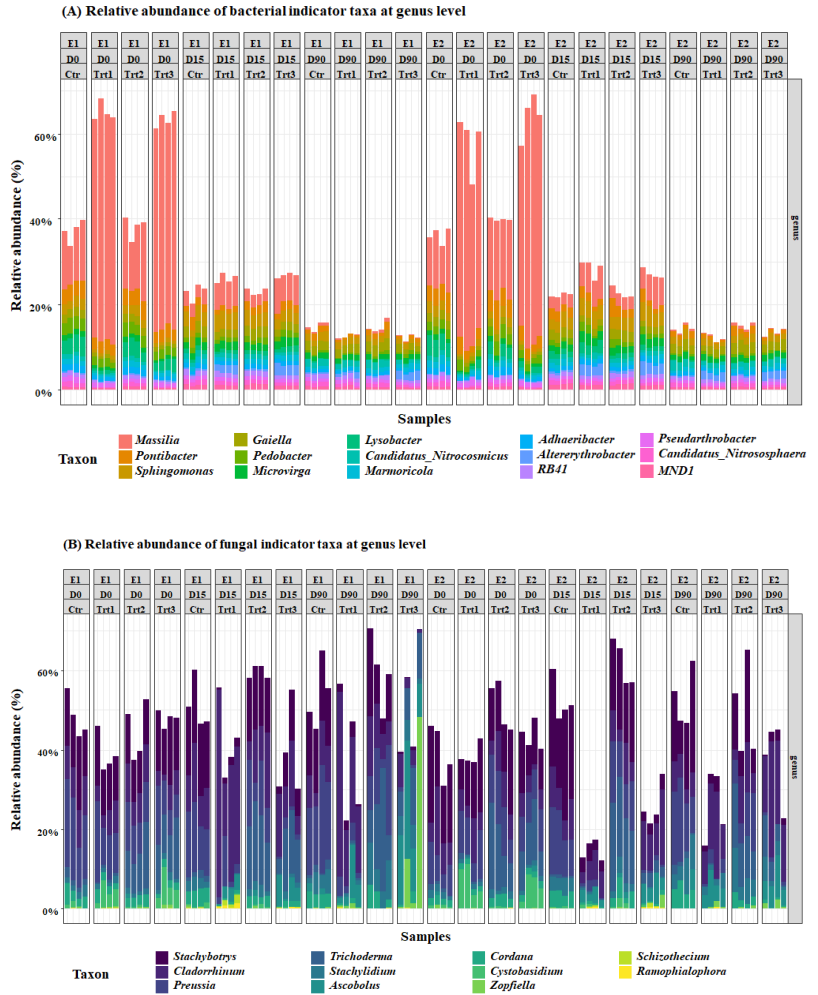 (A) Relative abundance of bacterial indicator taxa at genus level
E1 E1 E1 E1 E1 E1 E1 E1 E1 E1 E1 E1 E2 E2 E2 E2 E2 E2 E2 E2 E2 E2 E2 E2
D0 D0 D0 D0 D15 D15 D15 D15 D90 D90 D90 D90 D0 D0 D0 D0 D15 D15 D15 D15 D90 D90 D90 D90
Ctr Trt1 Trt2 Trt3 Ctr Trt1 Trt2 Trt3 Ctr Trt1 Trt2 Trt3 Ctr Trt1 Trt2 Trt3 Ctr Trt1 Trt2 Trt3 Ctr Trt1 Trt2 Trt3
60%
40%
20%
0%
Relative abundance (%)
genus
Samples
Taxon
Massilia Gaiella Lysobacter Adhaeribacter Pseudarthrobacter
Pontibacter Pedobacter Candidatus_Nitrocosmicus Altererythrobacter Candidatus_Nitrososphaera
Sphingomonas Microvirga Marmoricola RB41 MND1
(B) Relative abundance of fungal indicator taxa at genus level
E1 E1 E1 E1 E1 E1 E1 E1 E1 E1 E1 E1 E2 E2 E2 E2 E2 E2 E2 E2 E2 E2 E2 E2
D0 D0 D0 D0 D15 D15 D15 D15 D90 D90 D90 D90 D0 D0 D0 D0 D15 D15 D15 D15 D90 D90 D90 D90
Ctr Trt1 Trt2 Trt3 Ctr Trt1 Trt2 Trt3 Ctr Trt1 Trt2 Trt3 Ctr Trt1 Trt2 Trt3 Ctr Trt1 Trt2 Trt3 Ctr Trt1 Trt2 Trt3
60%
40%
20%
0%
Relative abundance (%)
genus
Samples
Taxon
Stachybotrys Trichoderma Cordana Schizothecium
Cladorrhinum Stachylidium Cystobasidium Ramophialophora
Preussia Ascobolus Zopfiella